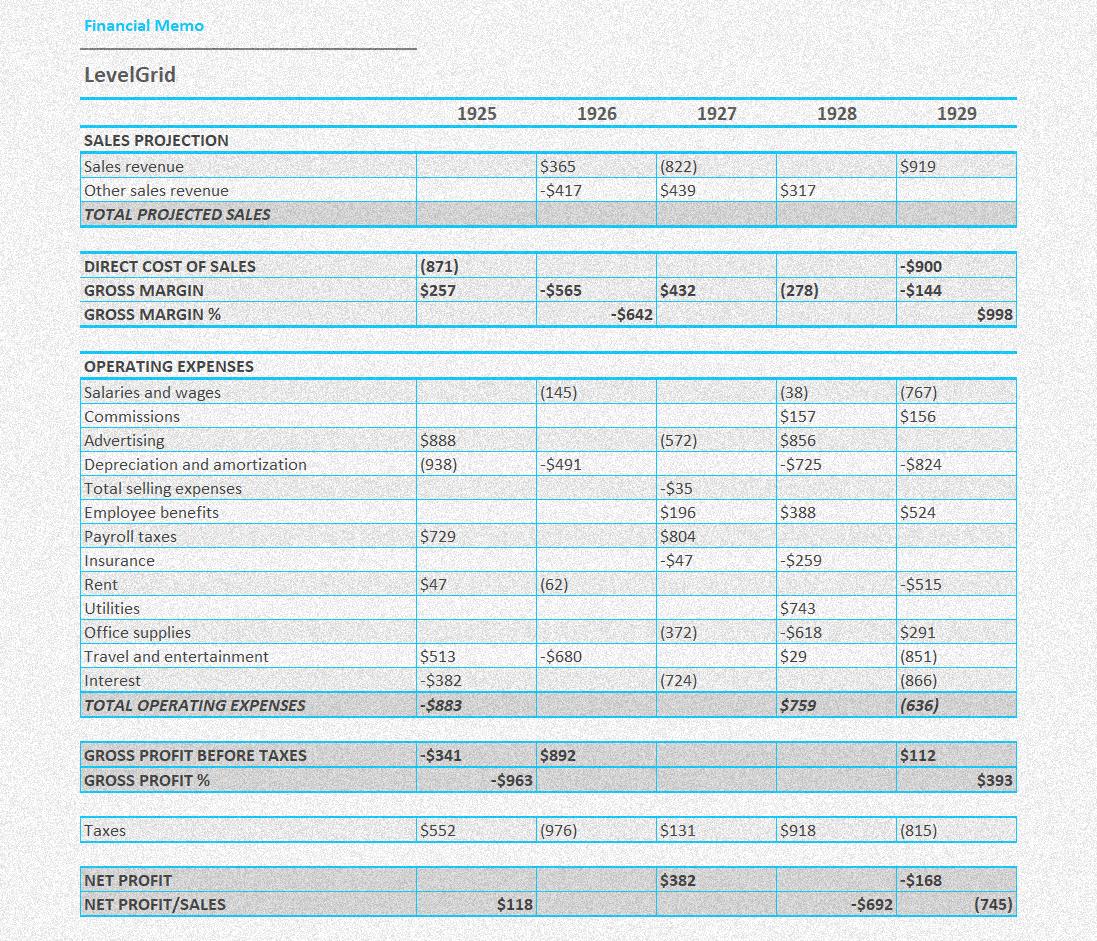 Financial Memo
LevelGrid
1925 1926 1927 1928 1929
SALES PROJECTION
Sales revenue $365 (822) $919
Other sales revenue -$417 $439 $317
TOTAL PROJECTED SALES
DIRECT COST OF SALES (871) -$900
GROSS MARGIN $257 -$565 $432 (278) -$144
GROSS MARGIN % -$642 $998
OPERATING EXPENSES
Salaries and wages (145) (38) (767)
Commissions $157 $156
Advertising $888 (572) $856
Depreciation and amortization (938) -$491 -$725 -$824
Total selling expenses -$35
Employee benefits $196 $388 $524
Payroll taxes $729 $804
Insurance -$47 -$259
Rent $47 (62) -$515
Utilities $743
Office supplies (372) -$618 $291
Travel and entertainment $513 -$680 $29 (851)
Interest -$382 (724) (866)
TOTAL OPERATING EXPENSES -$883 $759 (636)
GROSS PROFIT BEFORE TAXES -$341 $892 $112
GROSS PROFIT % -$963 $393
Taxes $552 (976) $131 $918 (815)
NET PROFIT $382 -$168
NET PROFIT/SALES $118 -$692 (745)